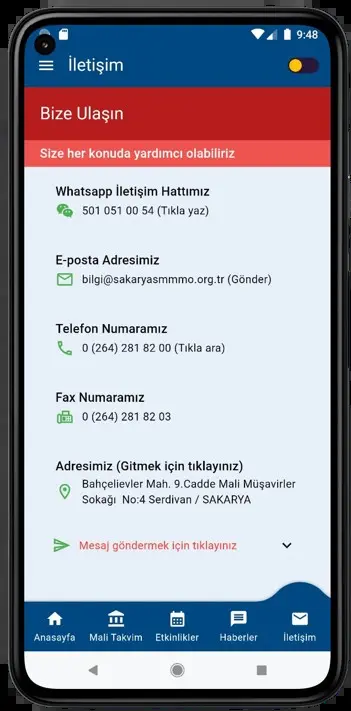 9:48
İletişim
Bize Ulaşın
Size her konuda yardımcı olabiliriz
Whatsapp İletişim Hattımız
501 051 00 54 (Tıkla yaz)
E-posta Adresimiz
bilgi@sakaryasmmmo.org.tr (Gönder)
Telefon Numaramız
0 (264) 281 82 00 (Tıkla ara)
Fax Numaramız
0 (264) 281 82 03
Adresimiz (Gitmek için tıklayınız)
Bahçelievler Mah. 9.Cadde Mali Müşavirler
Sokağı  No:4 Serdivan / SAKARYA
Mesaj göndermek için tıklayınız
Anasayfa Mali Takvim Etkinlikler Haberler İletişim